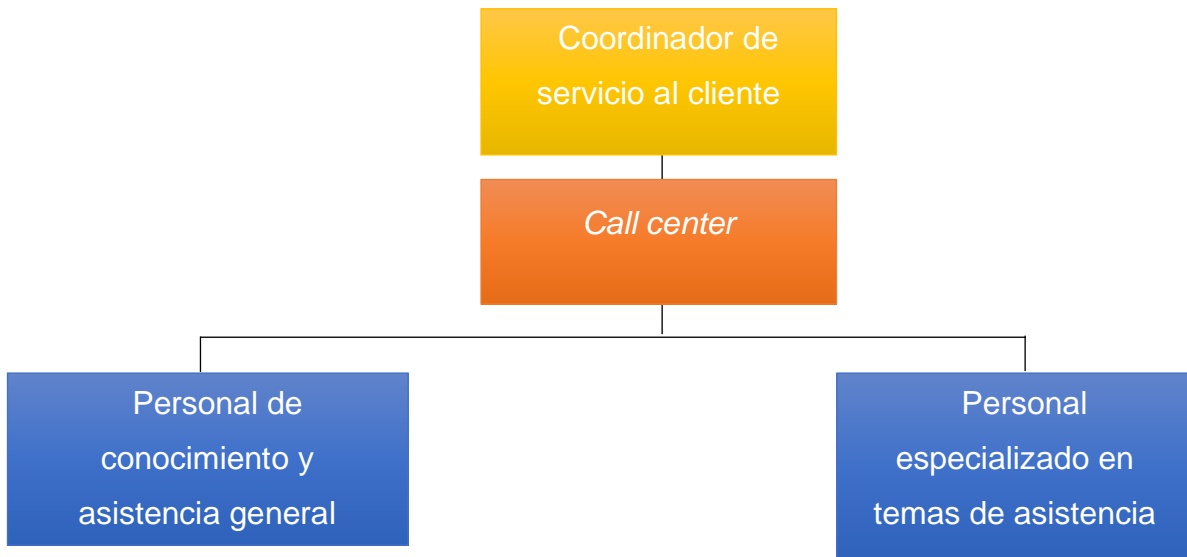 Coordinador de
servicio al cliente
Call center
Personal de
conocimiento y
asistencia general
Personal
especializado en
temas de asistencia